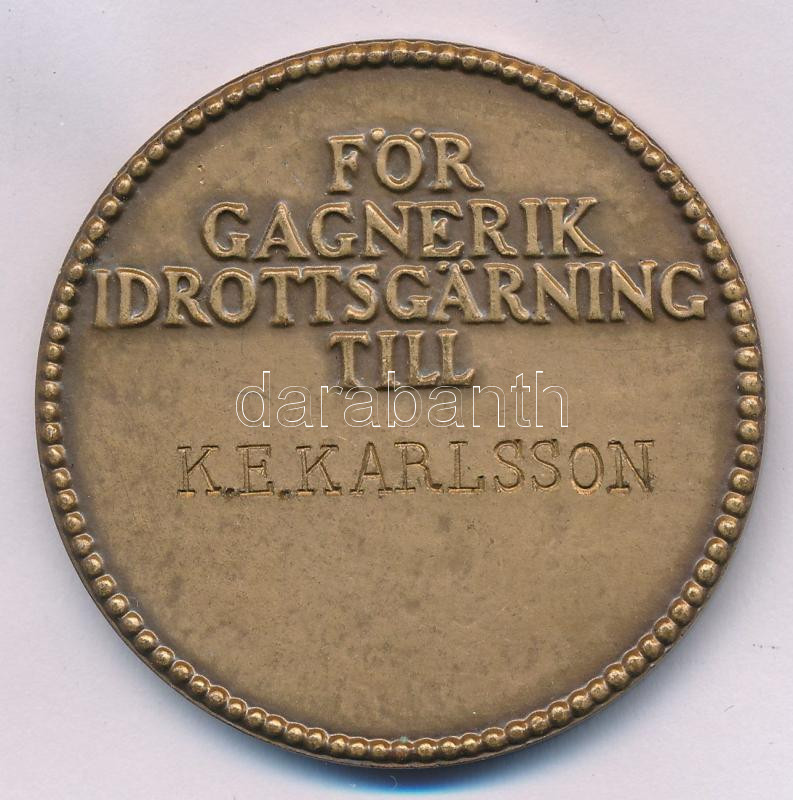 FÖR
GAGNERIK
IDROTTSGÄRNING
TILL
darabanth
K.E.KARLSSON